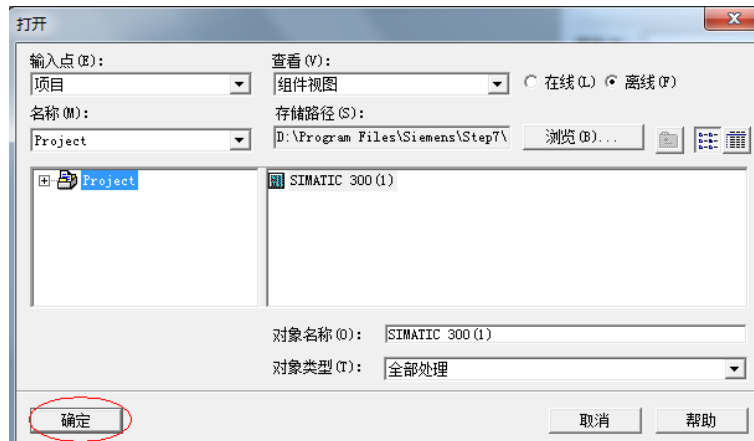 打开
输入点(E): 查看(V):
项目 组件视图 在线(L) 离线(F)
名称(M): 存储路径(S):
Project D:\Program Files\Siemens\Step7\ 浏览(B)...
Project SIMATIC 300(1)
对象名称(O): SIMATIC 300(1)
对象类型(T): 全部处理
确定 取消 帮助